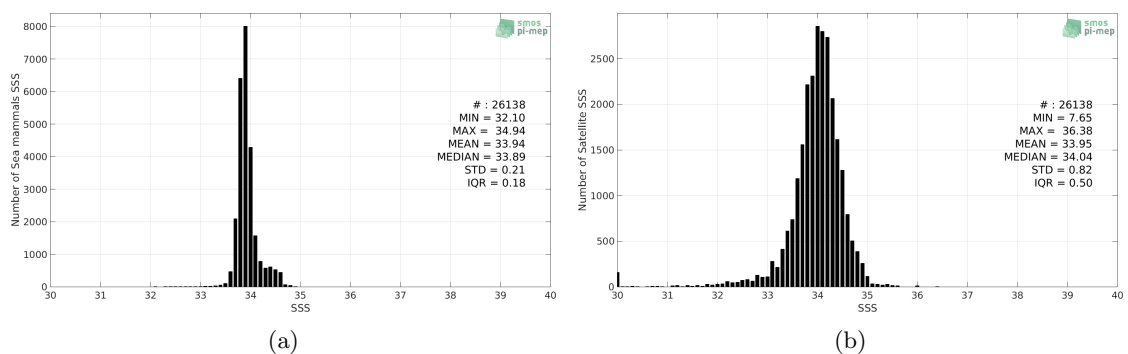 smos
pi-mep
Number of Sea mammals SSS
8000
7000
6000
5000
4000
3000
2000
1000
0
# : 26138
MIN = 32.10
MAX = 34.94
MEAN = 33.94
MEDIAN = 33.89
STD = 0.21
IQR = 0.18
30 31 32 33 34 35 36 37 38 39 40
SSS
(a)
smos
pi-mep
Number of Satellite SSS
2500
2000
1500
1000
500
0
# : 26138
MIN = 7.65
MAX = 36.38
MEAN = 33.95
MEDIAN = 34.04
STD = 0.82
IQR = 0.50
30 31 32 33 34 35 36 37 38 39 40
SSS
(b)